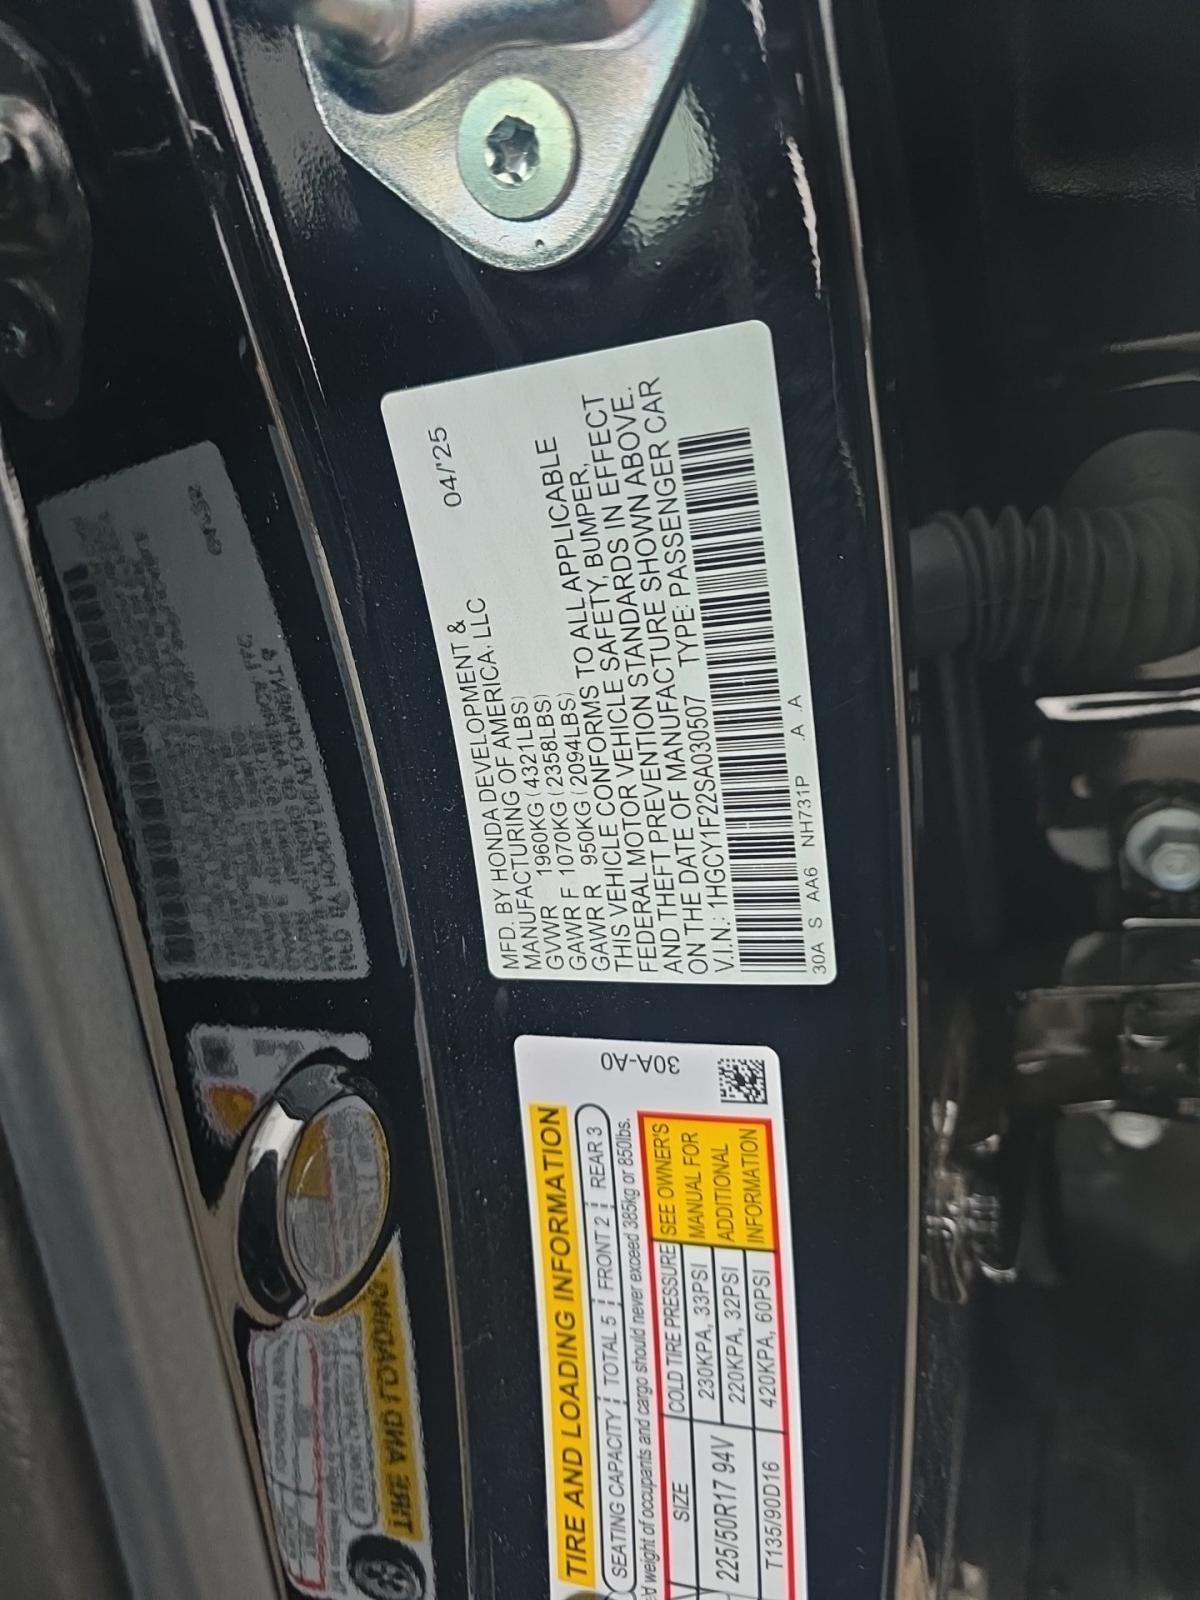 MFD. BY HONDA DEVELOPMENT & 04/'25
MANUFACTURING OF AMERICA, LLC
GVWR 1960KG (4321LBS)
GAWR F 1070KG (2358LBS)
GAWR R 950KG (2094LBS)
THIS VEHICLE CONFORMS TO ALL APPLICABLE
FEDERAL MOTOR VEHICLE SAFETY, BUMPER,
AND THEFT PREVENTION STANDARDS IN EFFECT
ON THE DATE OF MANUFACTURE SHOWN ABOVE.
V.I.N.: 1HGCY1F22SA030507 TYPE: PASSENGER CAR
30A S AA6 NH731P A A
TIRE AND LOADING INFORMATION
30A-A0
SEATING CAPACITY TOTAL 5 FRONT 2 REAR 3
weight of occupants and cargo should never exceed 385kg or 850lbs.
SIZE COLD TIRE PRESSURE SEE OWNER'S
225/50R17 94V 230KPA, 33PSI MANUAL FOR
220KPA, 32PSI ADDITIONAL
T135/90D16 420KPA, 60PSI INFORMATION